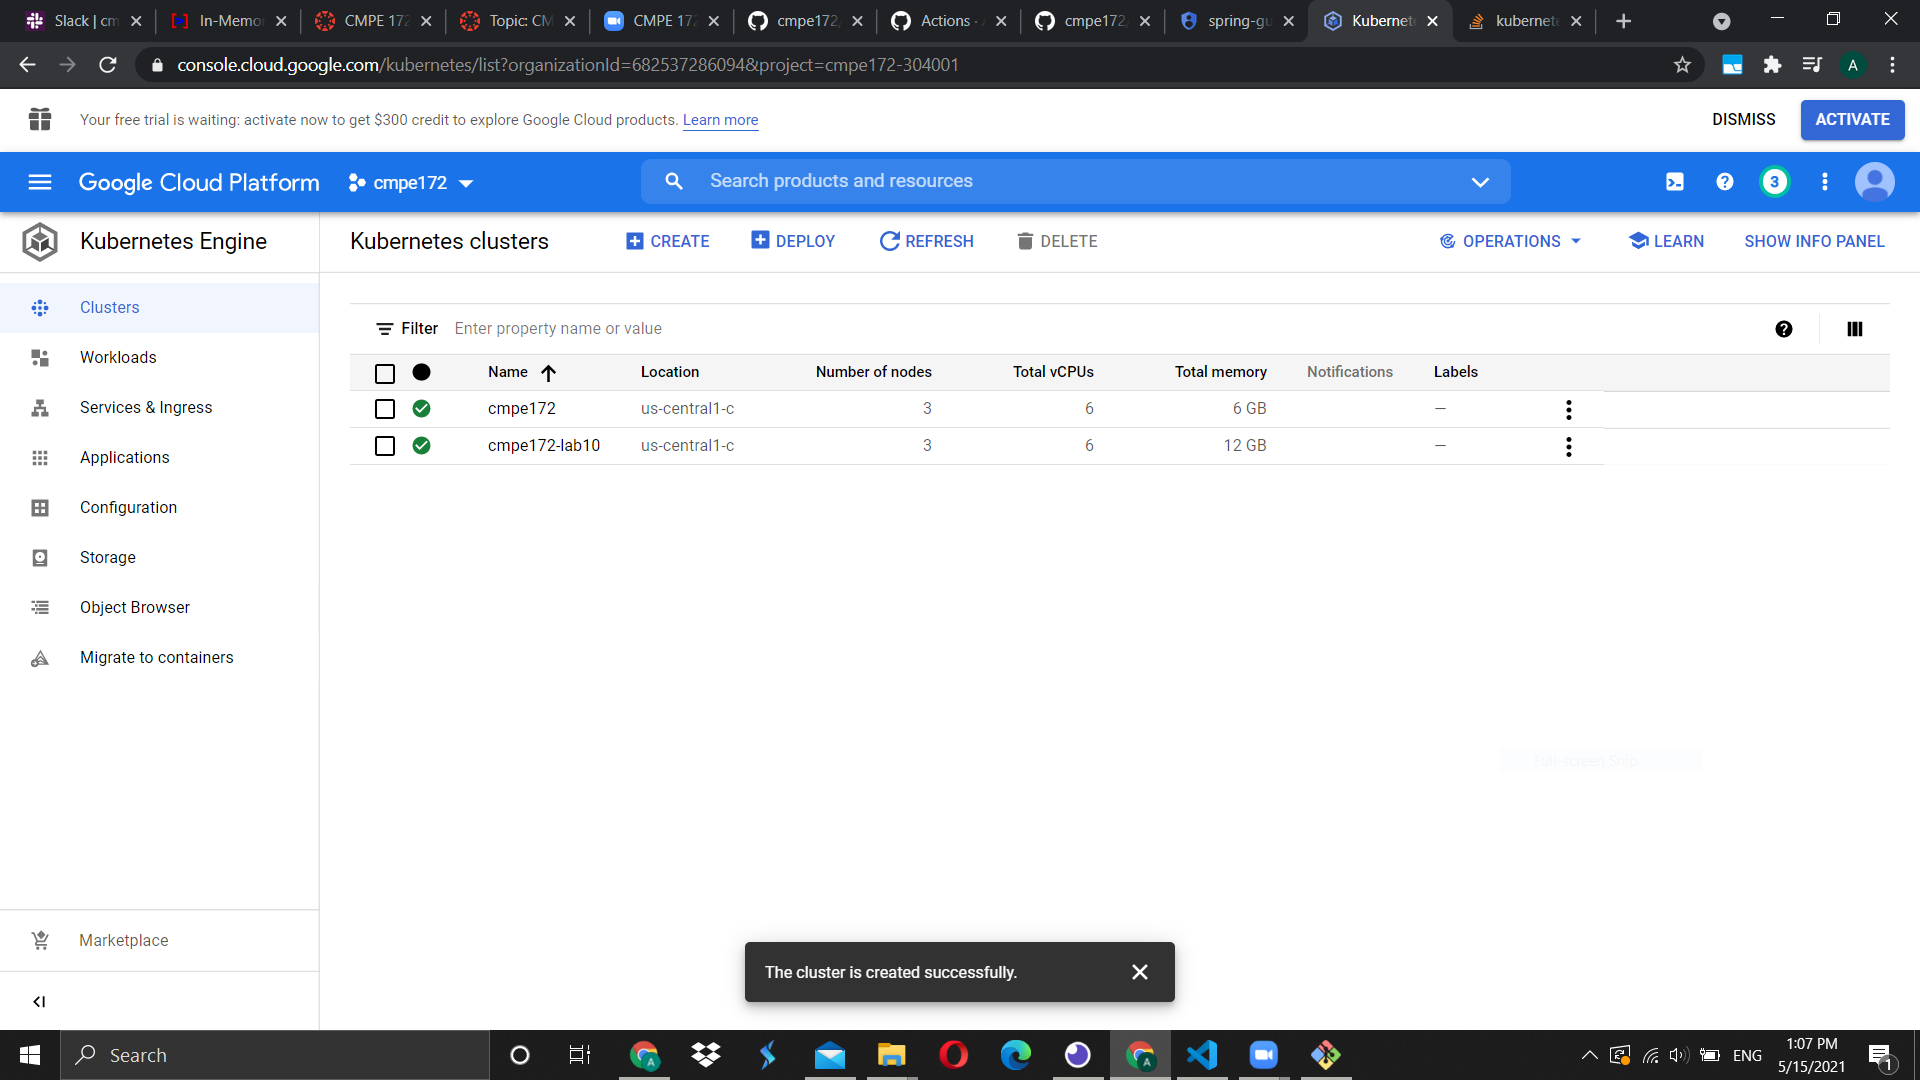 Slack | cm
In-Memor
CMPE 172
Topic: CM
CMPE 172
cmpe172/
Actions · A
cmpe172/
spring-gu
Kubernete
kubernete
console.cloud.google.com/kubernetes/list?organizationId=682537286094&project=cmpe172-304001
A
Your free trial is waiting: activate now to get $300 credit to explore Google Cloud products. Learn more
DISMISS
ACTIVATE
Google Cloud Platform
cmpe172
Search products and resources
3
Kubernetes Engine
Kubernetes clusters
CREATE
DEPLOY
REFRESH
DELETE
OPERATIONS
LEARN
SHOW INFO PANEL
Clusters
Workloads
Services & Ingress
Applications
Configuration
Storage
Object Browser
Migrate to containers
Marketplace
Filter Enter property name or value
Name Location Number of nodes Total vCPUs Total memory Notifications Labels
cmpe172 us-central1-c 3 6 6 GB —
cmpe172-lab10 us-central1-c 3 6 12 GB —
Full-screen Snip
The cluster is created successfully.
Search
A
A
ENG
1:07 PM
5/15/2021
1